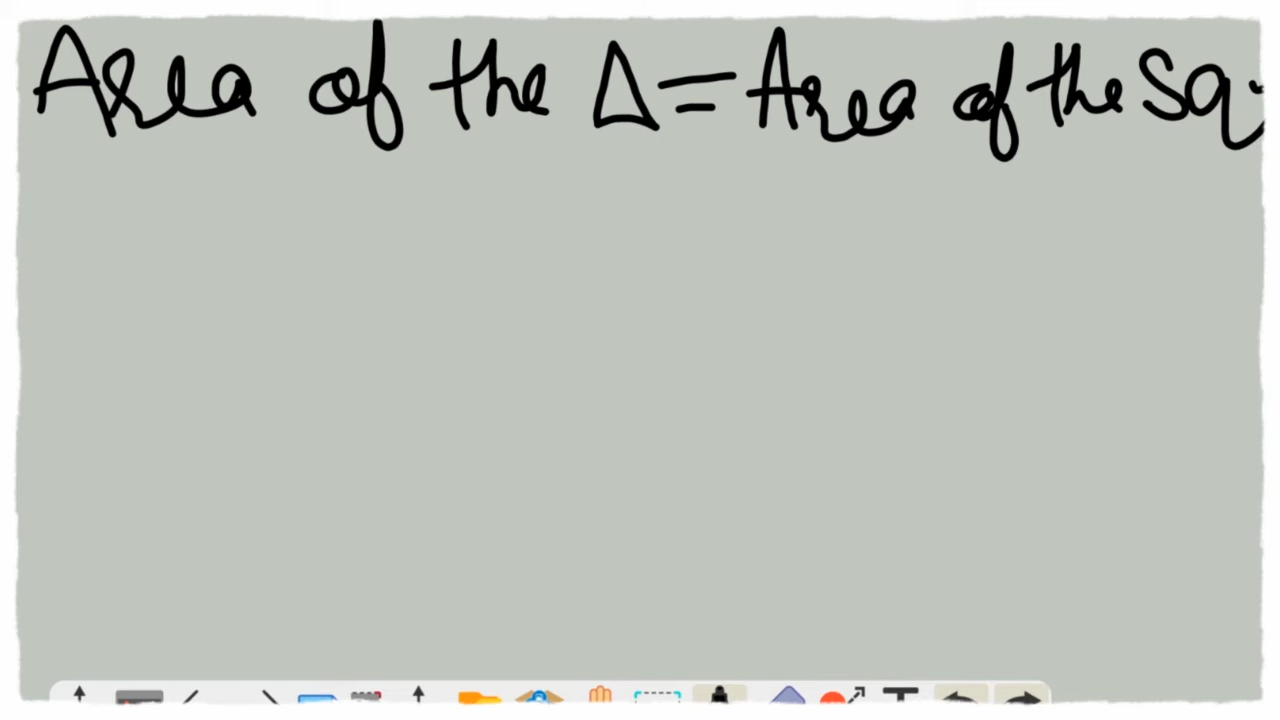 Area of the Δ = Area of the Sq.